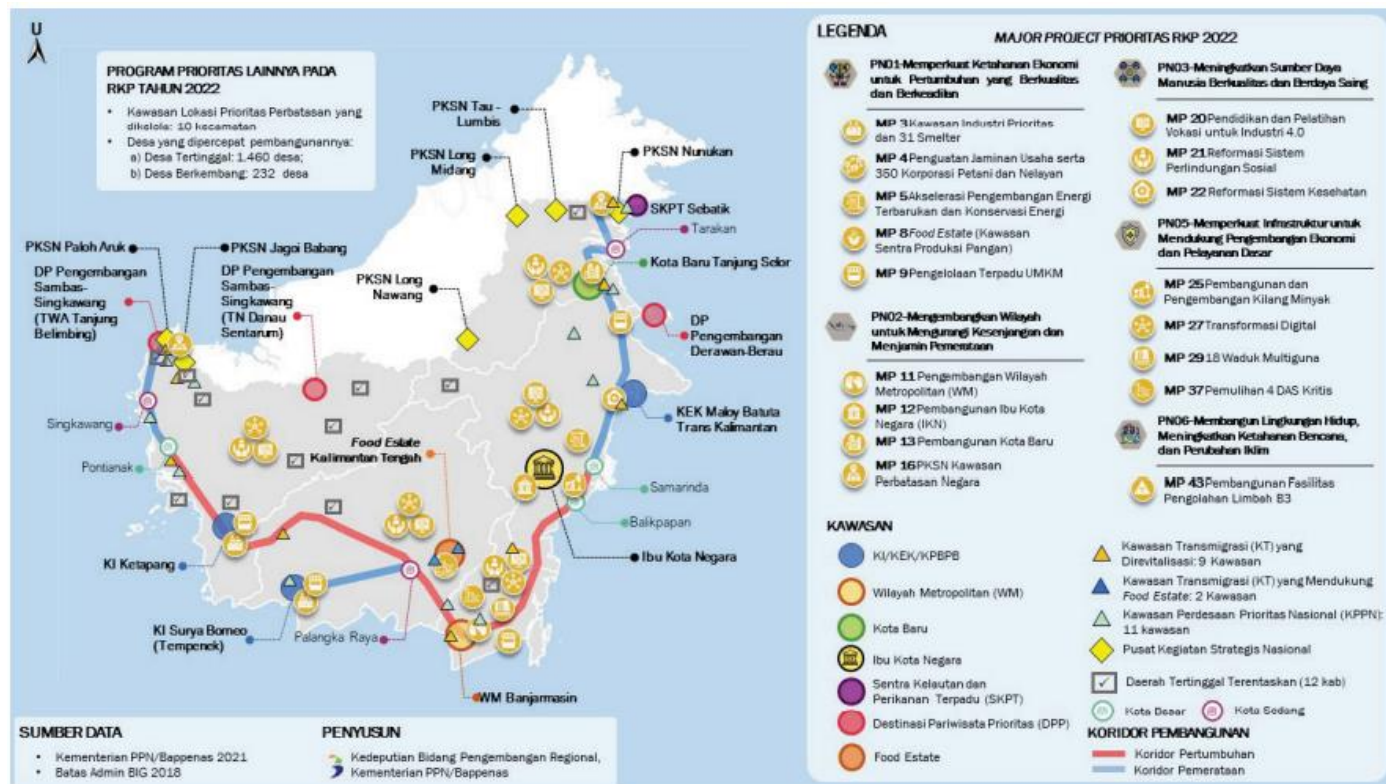 U
PROGRAM PRIORITAS LAINNYA PADA
RKP TAHUN 2022
• Kawasan Lokasi Prioritas Perbatasan yang
dikelola: 10 kecamatan
• Desa yang dipercepat pembangunannya:
a) Desa Tertinggal: 1.460 desa;
b) Desa Berkembang: 232 desa
PKSN Tau -
Lumbis
PKSN Long
Midang
PKSN Nunukan
SKPT Sebatik
Tarakan
Kota Baru Tanjung Selor
PKSN Paloh Aruk
PKSN Jagoi Babang
DP Pengembangan
Sambas-
Singkawang
(TWA Tanjung
Belimbing)
DP Pengembangan
Sambas-
Singkawang
(TN Danau
Sentarum)
PKSN Long
Nawang
DP
Pengembangan
Derawan-Berau
KEK Maloy Batuta
Trans Kalimantan
Singkawang
Food Estate
Kalimantan Tengah
Pontianak
Samarinda
Balikpapan
Ibu Kota Negara
KI Ketapang
KI Surya Borneo
(Tempenek)
Palangka Raya
WM Banjarmasin
SUMBER DATA
• Kementerian PPN/Bappenas 2021
• Batas Admin BIG 2018
PENYUSUN
Kedeputian Bidang Pengembangan Regional,
Kementerian PPN/Bappenas
LEGENDA
MAJOR PROJECT PRIORITAS RKP 2022
PN01-Memperkuat Ketahanan Ekonomi
untuk Pertumbuhan yang Berkualitas
dan Berkeadilan
MP 3 Kawasan Industri Prioritas
dan 31 Smelter
MP 4 Penguatan Jaminan Usaha serta
350 Korporasi Petani dan Nelayan
MP 5 Akselerasi Pengembangan Energi
Terbarukan dan Konservasi Energi
MP 8 Food Estate (Kawasan
Sentra Produksi Pangan)
MP 9 Pengelolaan Terpadu UMKM
PN02-Mengembangkan Wilayah
untuk Mengurangi Kesenjangan dan
Menjamin Pemerataan
MP 11 Pengembangan Wilayah
Metropolitan (WM)
MP 12 Pembangunan Ibu Kota
Negara (IKN)
MP 13 Pembangunan Kota Baru
MP 16 PKSN Kawasan
Perbatasan Negara
PN03-Meningkatkan Sumber Daya
Manusia Berkualitas dan Berdaya Saing
MP 20 Pendidikan dan Pelatihan
Vokasi untuk Industri 4.0
MP 21 Reformasi Sistem
Perlindungan Sosial
MP 22 Reformasi Sistem Kesehatan
PN05-Memperkuat Infrastruktur untuk
Mendukung Pengembangan Ekonomi
dan Pelayanan Dasar
MP 25 Pembangunan dan
Pengembangan Kilang Minyak
MP 27 Transformasi Digital
MP 29 18 Waduk Multiguna
MP 37 Pemulihan 4 DAS Kritis
PN06-Membangun Lingkungan Hidup,
Meningkatkan Ketahanan Bencana,
dan Perubahan Iklim
MP 43 Pembangunan Fasilitas
Pengolahan Limbah B3
KAWASAN
KI/KEK/KPBPB
Wilayah Metropolitan (WM)
Kota Baru
Ibu Kota Negara
Sentra Kelautan dan
Perikanan Terpadu (SKPT)
Destinasi Pariwisata Prioritas (DPP)
Food Estate
Kawasan Transmigrasi (KT) yang
Direvitalisasi: 9 Kawasan
Kawasan Transmigrasi (KT) yang Mendukung
Food Estate: 2 Kawasan
Kawasan Perdesaan Prioritas Nasional (KPPN):
11 kawasan
Pusat Kegiatan Strategis Nasional
Daerah Tertinggal Terentaskan (12 kab)
Kota Besar
Kota Sedang
KORIDOR PEMBANGUNAN
Koridor Pertumbuhan
Koridor Pemerataan